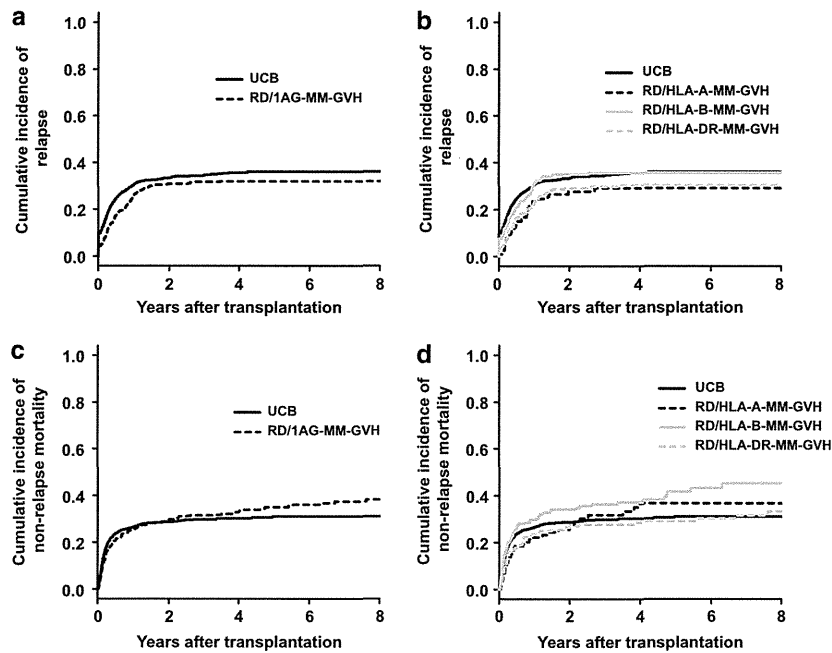 a
Cumulative incidence of
relapse
1.0
0.8
0.6
0.4
0.2
0.0
UCB
RD/1AG-MM-GVH
0 2 4 6 8
Years after transplantation
b
Cumulative incidence of
relapse
1.0
0.8
0.6
0.4
0.2
0.0
UCB
RD/HLA-A-MM-GVH
RD/HLA-B-MM-GVH
RD/HLA-DR-MM-GVH
0 2 4 6 8
Years after transplantation
c
Cumulative incidence of
non-relapse mortality
1.0
0.8
0.6
0.4
0.2
0.0
UCB
RD/1AG-MM-GVH
0 2 4 6 8
Years after transplantation
d
Cumulative incidence of
non-relapse mortality
1.0
0.8
0.6
0.4
0.2
0.0
UCB
RD/HLA-A-MM-GVH
RD/HLA-B-MM-GVH
RD/HLA-DR-MM-GVH
0 2 4 6 8
Years after transplantation